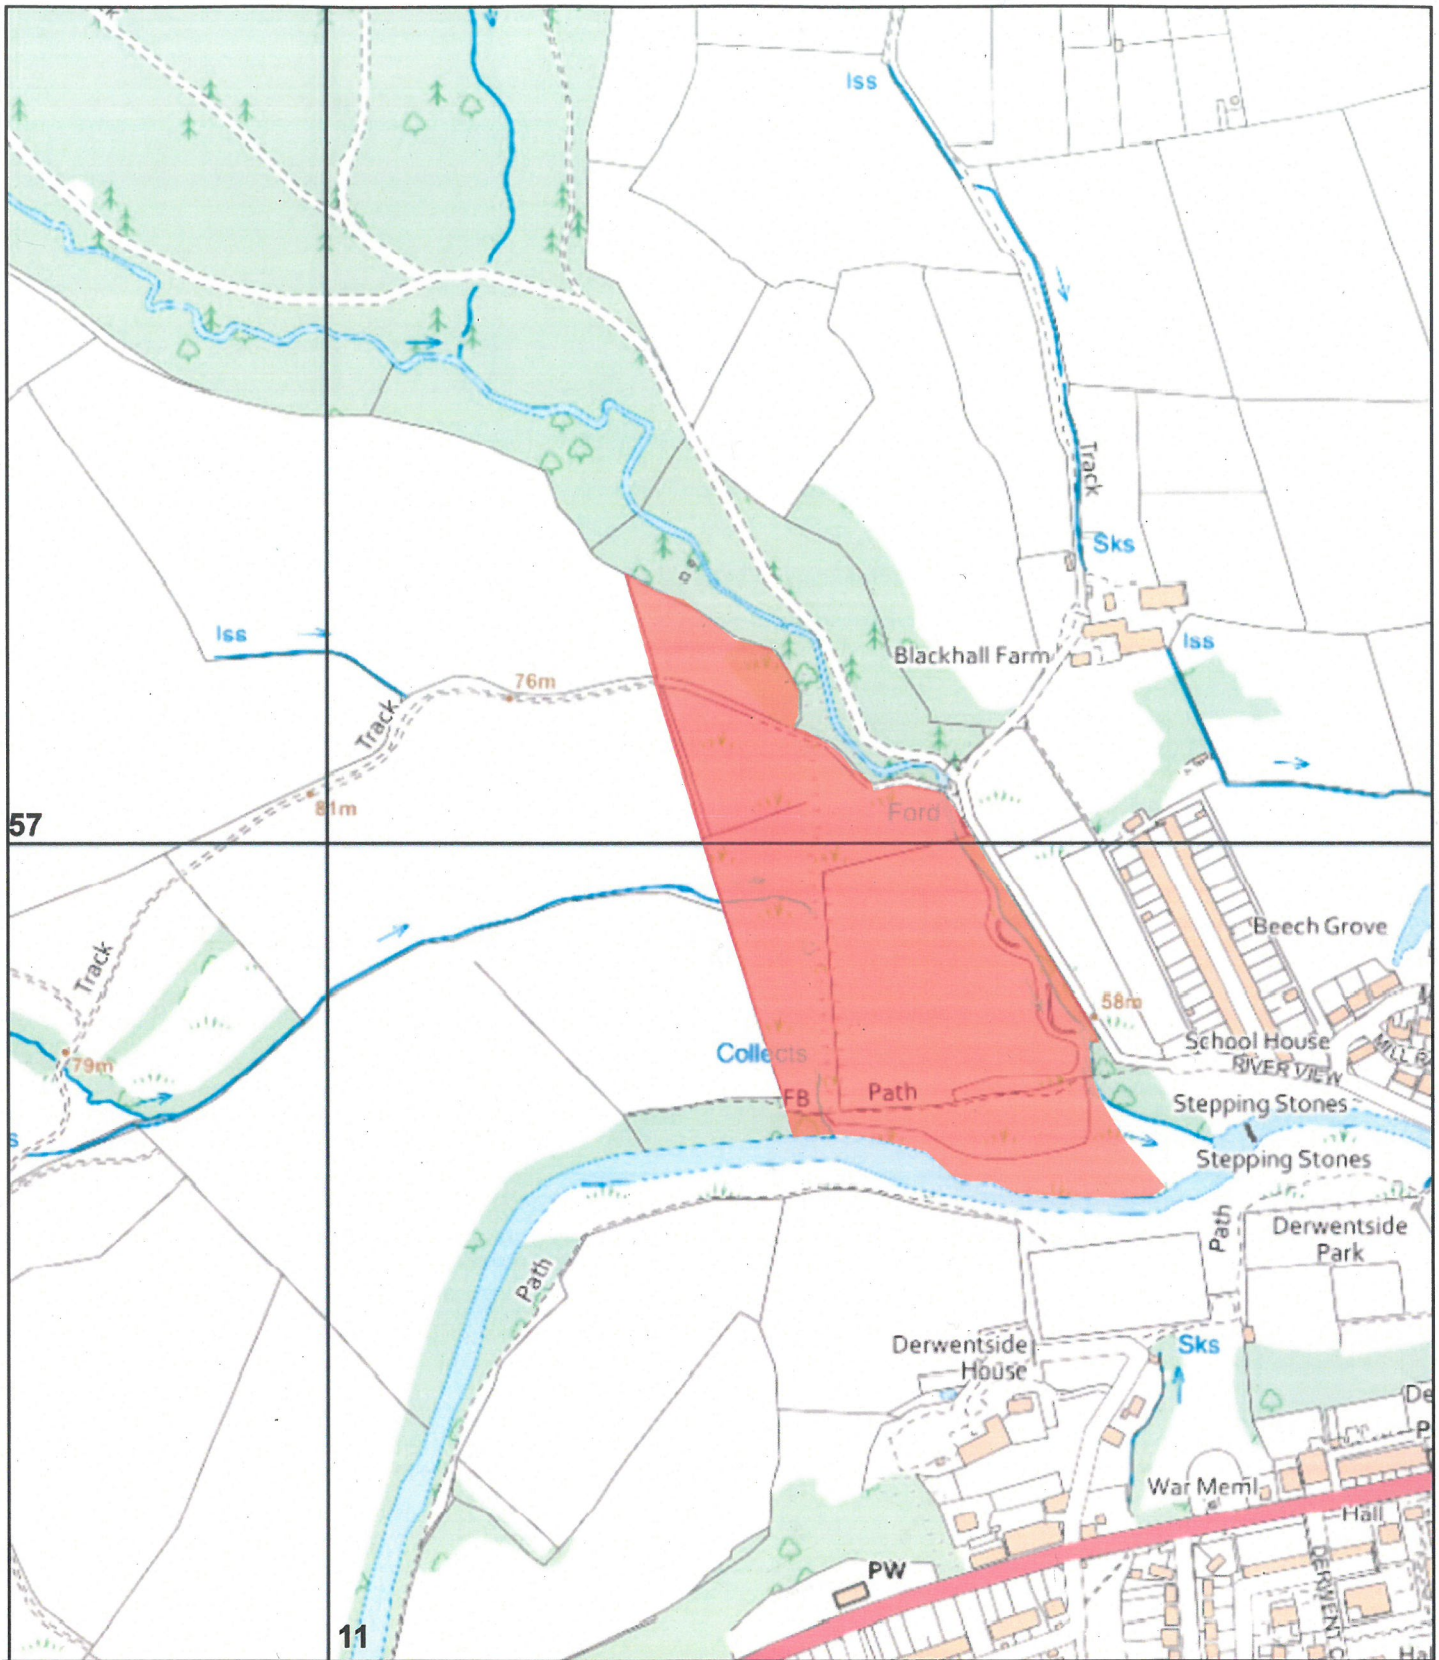 Iss
Track
Sks
Iss
Blackhall Farm
Iss
76m
Track
81m
57
Ford
Beech Grove
Track
58m
School House
RIVER VIEW
Collects
79m
FB
Path
Stepping Stones
Stepping Stones
Path
Derwentside
Park
Path
Derwentside
House
Sks
War Meml
Hall
PW
DERWENT
11